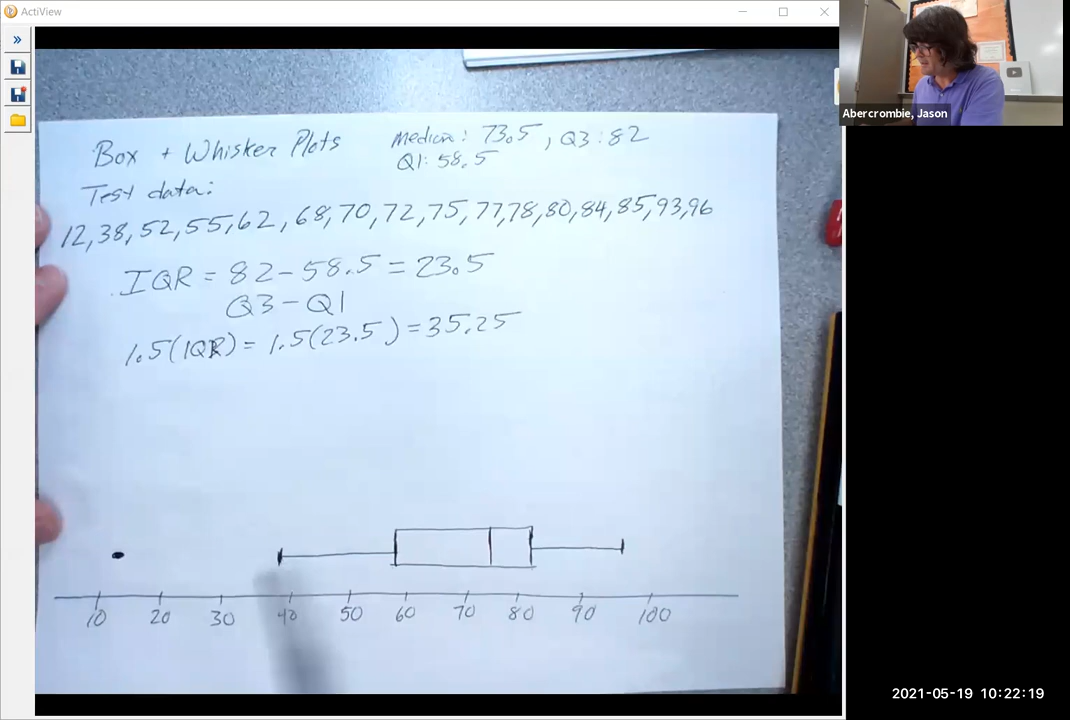 ActiView
Abercrombie, Jason
Box + Whisker Plots
Median: 73.5, Q3: 82
Q1: 58.5
Test data:
12,38,52,55,62,68,70,72,75,77,78,80,84,85,93,96
IQR = 82-58.5 = 23.5
Q3-Q1
1.5(IQR) = 1.5(23.5) = 35.25
10 20 30 40 50 60 70 80 90 100
2021-05-19 10:22:19